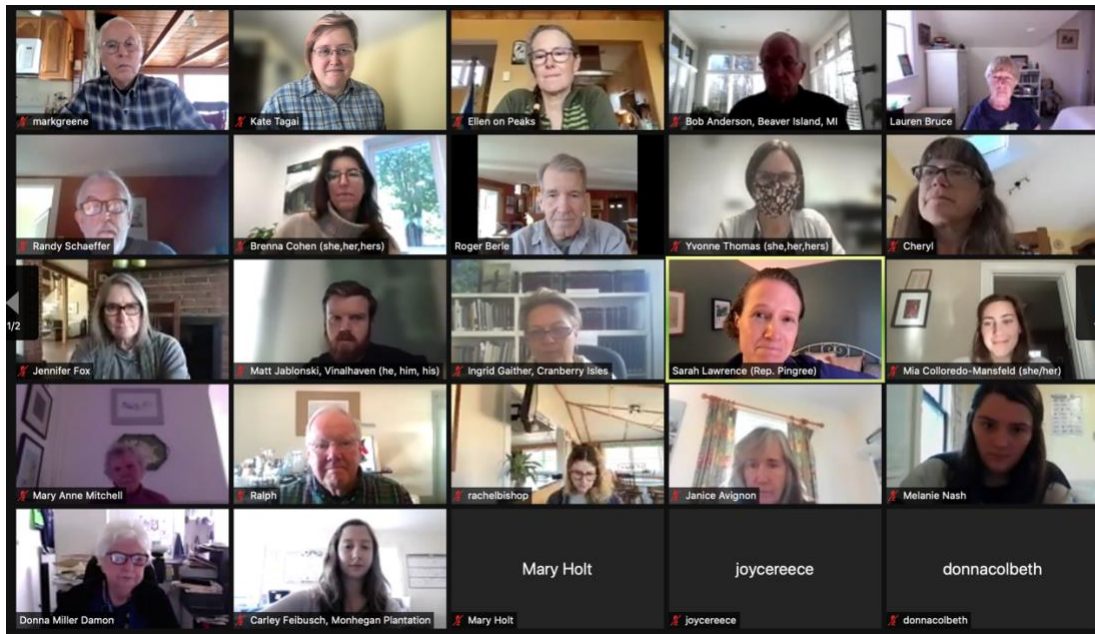 markgreene
Kate Tagai
Ellen on Peaks
Bob Anderson, Beaver Island, MI
Lauren Bruce
Randy Schaeffer
Brenna Cohen (she,her,hers)
Roger Berle
Yvonne Thomas (she,her,hers)
Cheryl
1/2
Jennifer Fox
Matt Jablonski, Vinalhaven (he, him, his)
Ingrid Gaither, Cranberry Isles
Sarah Lawrence (Rep. Pingree)
Mia Colloredo-Mansfeld (she/her)
Mary Anne Mitchell
Ralph
rachelbishop
Janice Avignon
Melanie Nash
Donna Miller Damon
Carley Feibusch, Monhegan Plantation
Mary Holt
Mary Holt
joycereece
joycereece
donnacolbeth
donnacolbeth